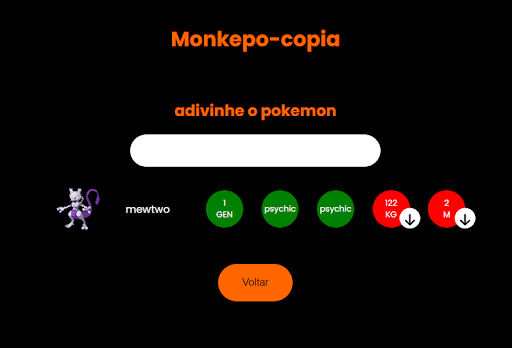 Monkepo-copia
adivinhe o pokemon
mewtwo
1
GEN
psychic
psychic
122
KG
2
M
Voltar